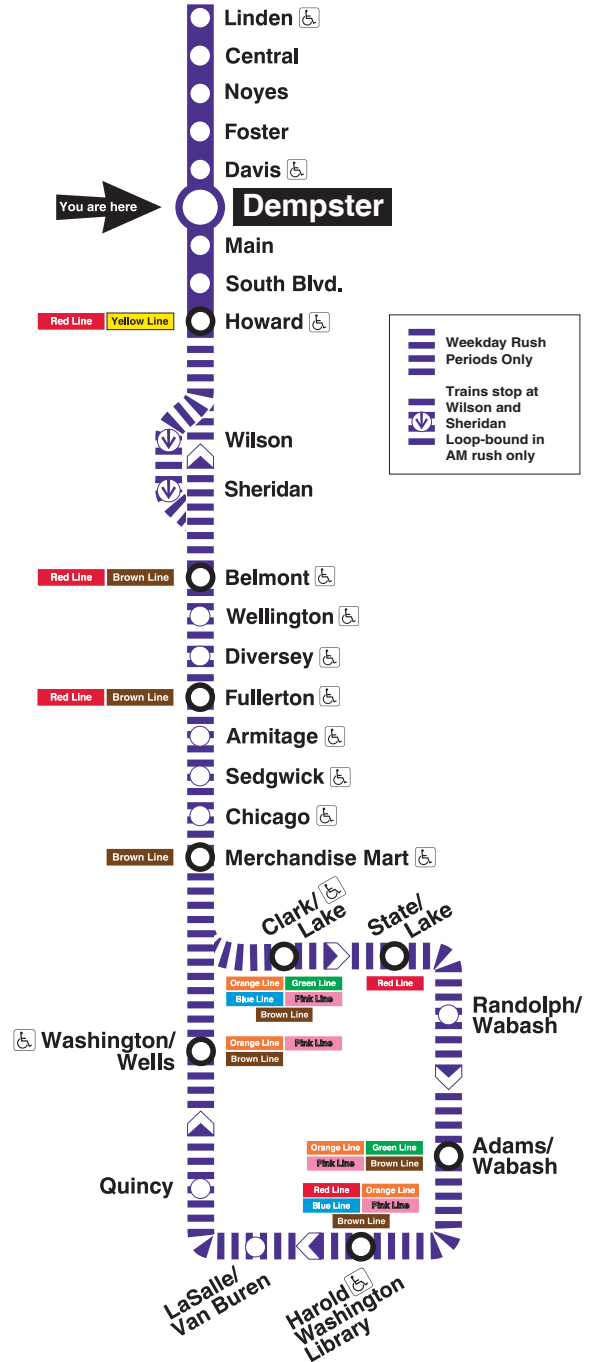 Linden
Central
Noyes
Foster
Davis
You are here
Dempster
Main
South Blvd.
Red Line Yellow Line
Howard
Weekday Rush
Periods Only
Trains stop at
Wilson and
Sheridan
Loop-bound in
AM rush only
Wilson
Sheridan
Red Line Brown Line
Belmont
Wellington
Diversey
Red Line Brown Line
Fullerton
Armitage
Sedgwick
Chicago
Brown Line
Merchandise Mart
Clark/
Lake
State/
Lake
Orange Line Green Line
Blue Line Pink Line
Brown Line
Red Line
Randolph/
Wabash
Washington/
Wells
Orange Line Pink Line
Brown Line
Orange Line Green Line
Pink Line Brown Line
Adams/
Wabash
Quincy
Red Line Orange Line
Blue Line Pink Line
Brown Line
LaSalle/
Van Buren
Harold
Washington
Library